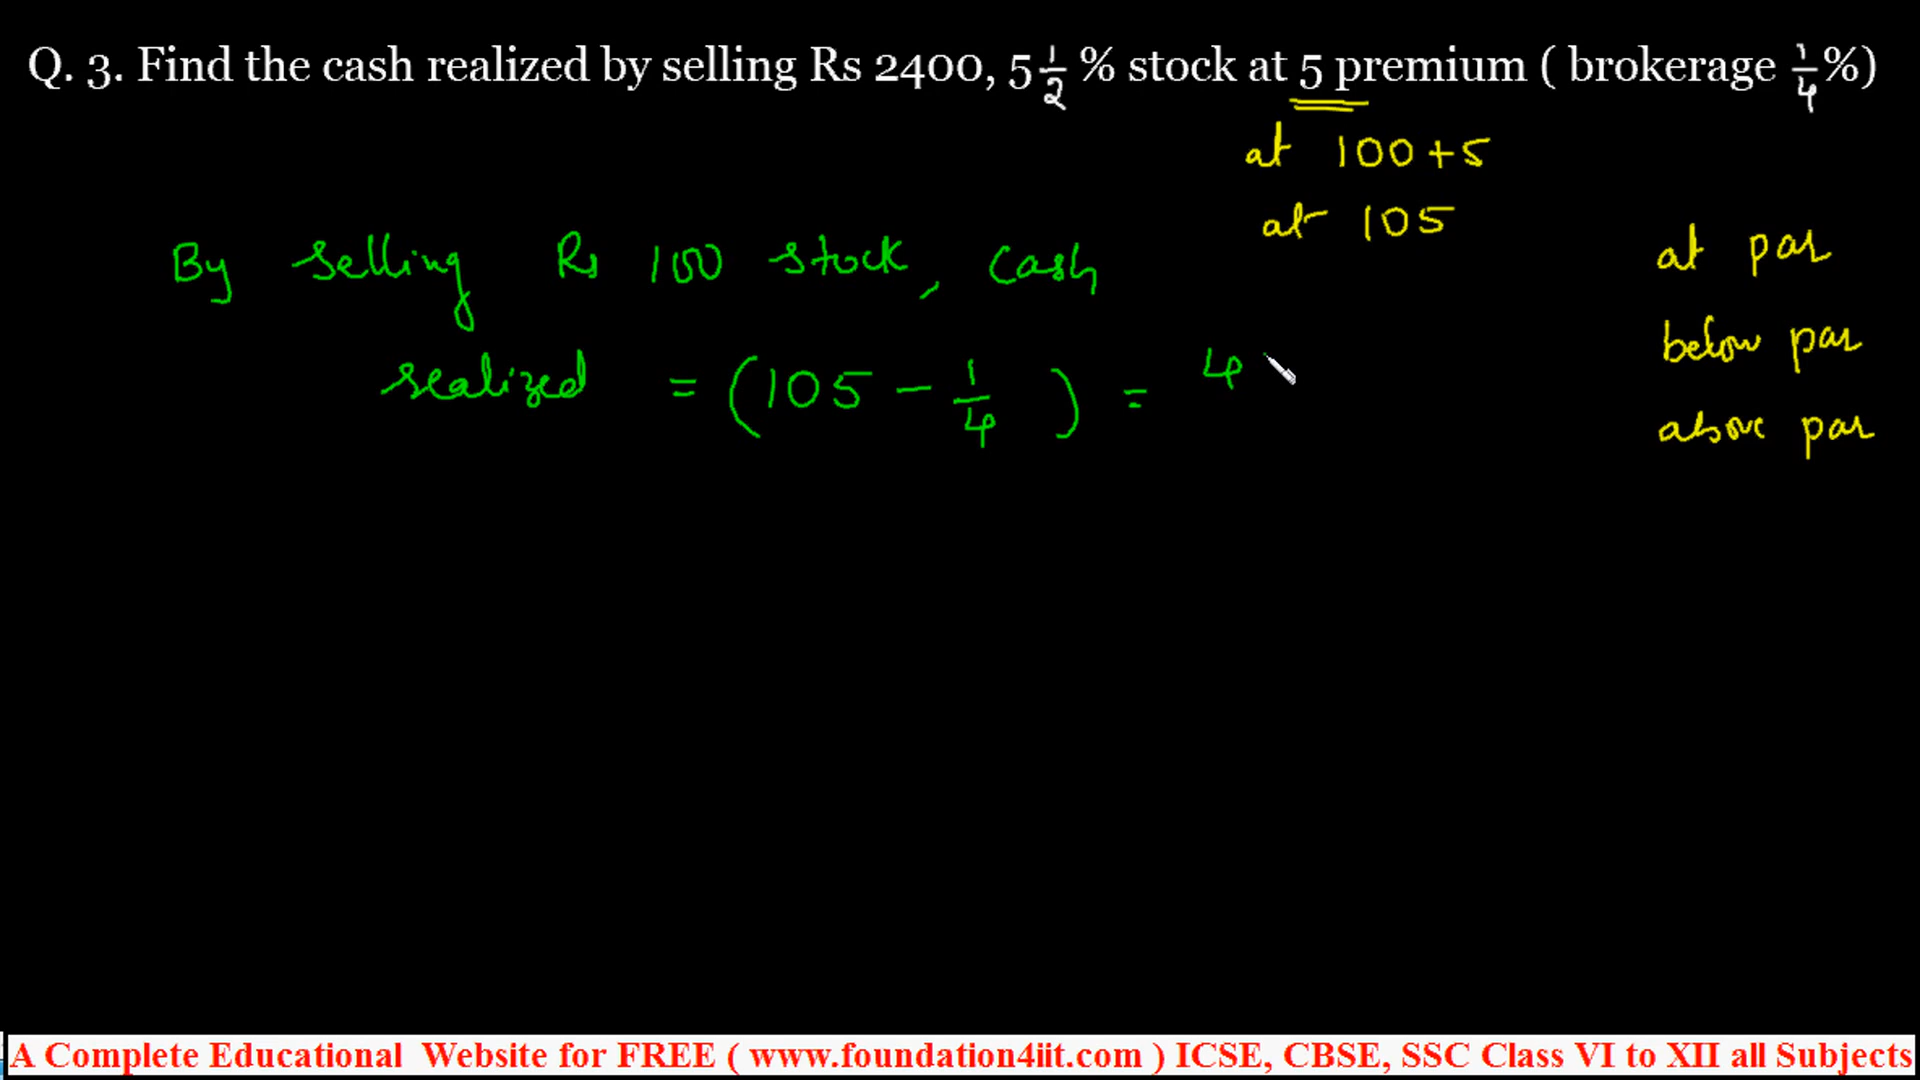 Q. 3. Find the cash realized by selling Rs 2400, 5 1/2 % stock at 5 premium ( brokerage 1/4 %)
at 100+5
at 105
By selling Rs 100 stock, cash
realized = (105 - 1/4 ) = 4
at par
below par
above par
A Complete Educational Website for FREE ( www.foundation4iit.com ) ICSE, CBSE, SSC Class VI to XII all Subjects